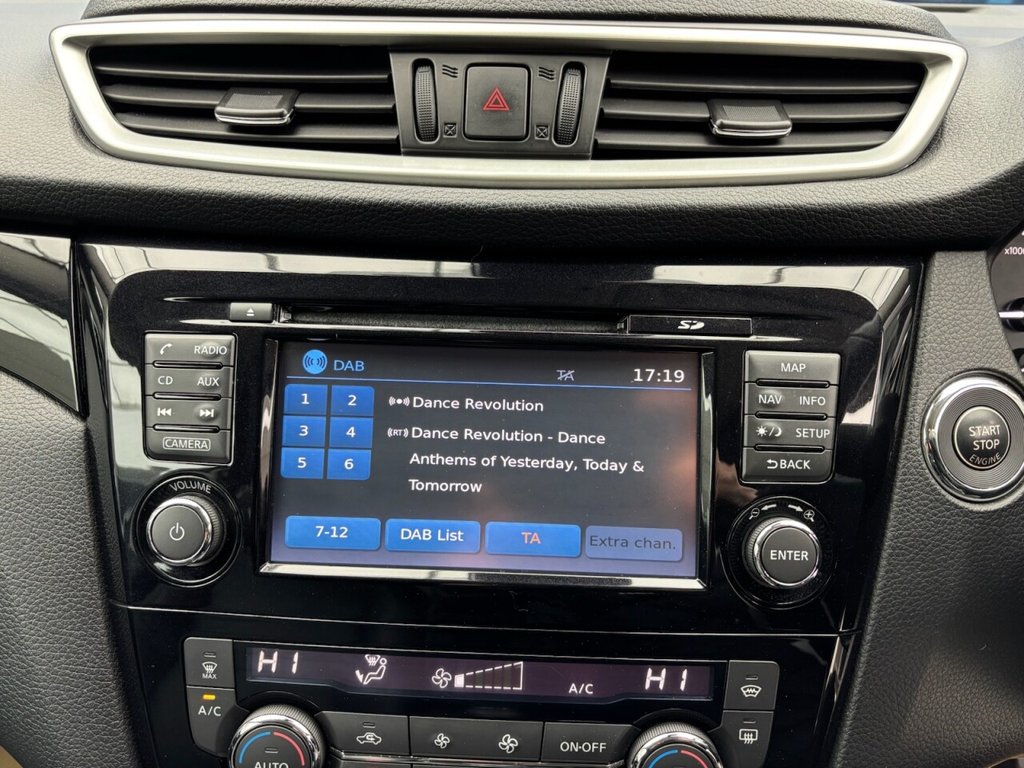 x100
SD
RADIO
CD AUX
CAMERA
VOLUME
DAB TA 17:19
1 2
3 4
5 6
Dance Revolution
(RT) Dance Revolution - Dance
Anthems of Yesterday, Today &
Tomorrow
7-12 DAB List TA Extra chan.
MAP
NAV INFO
SETUP
BACK
ENTER
START
STOP
ENGINE
MAX
A/C
HI A/C HI
AUTO
ON·OFF